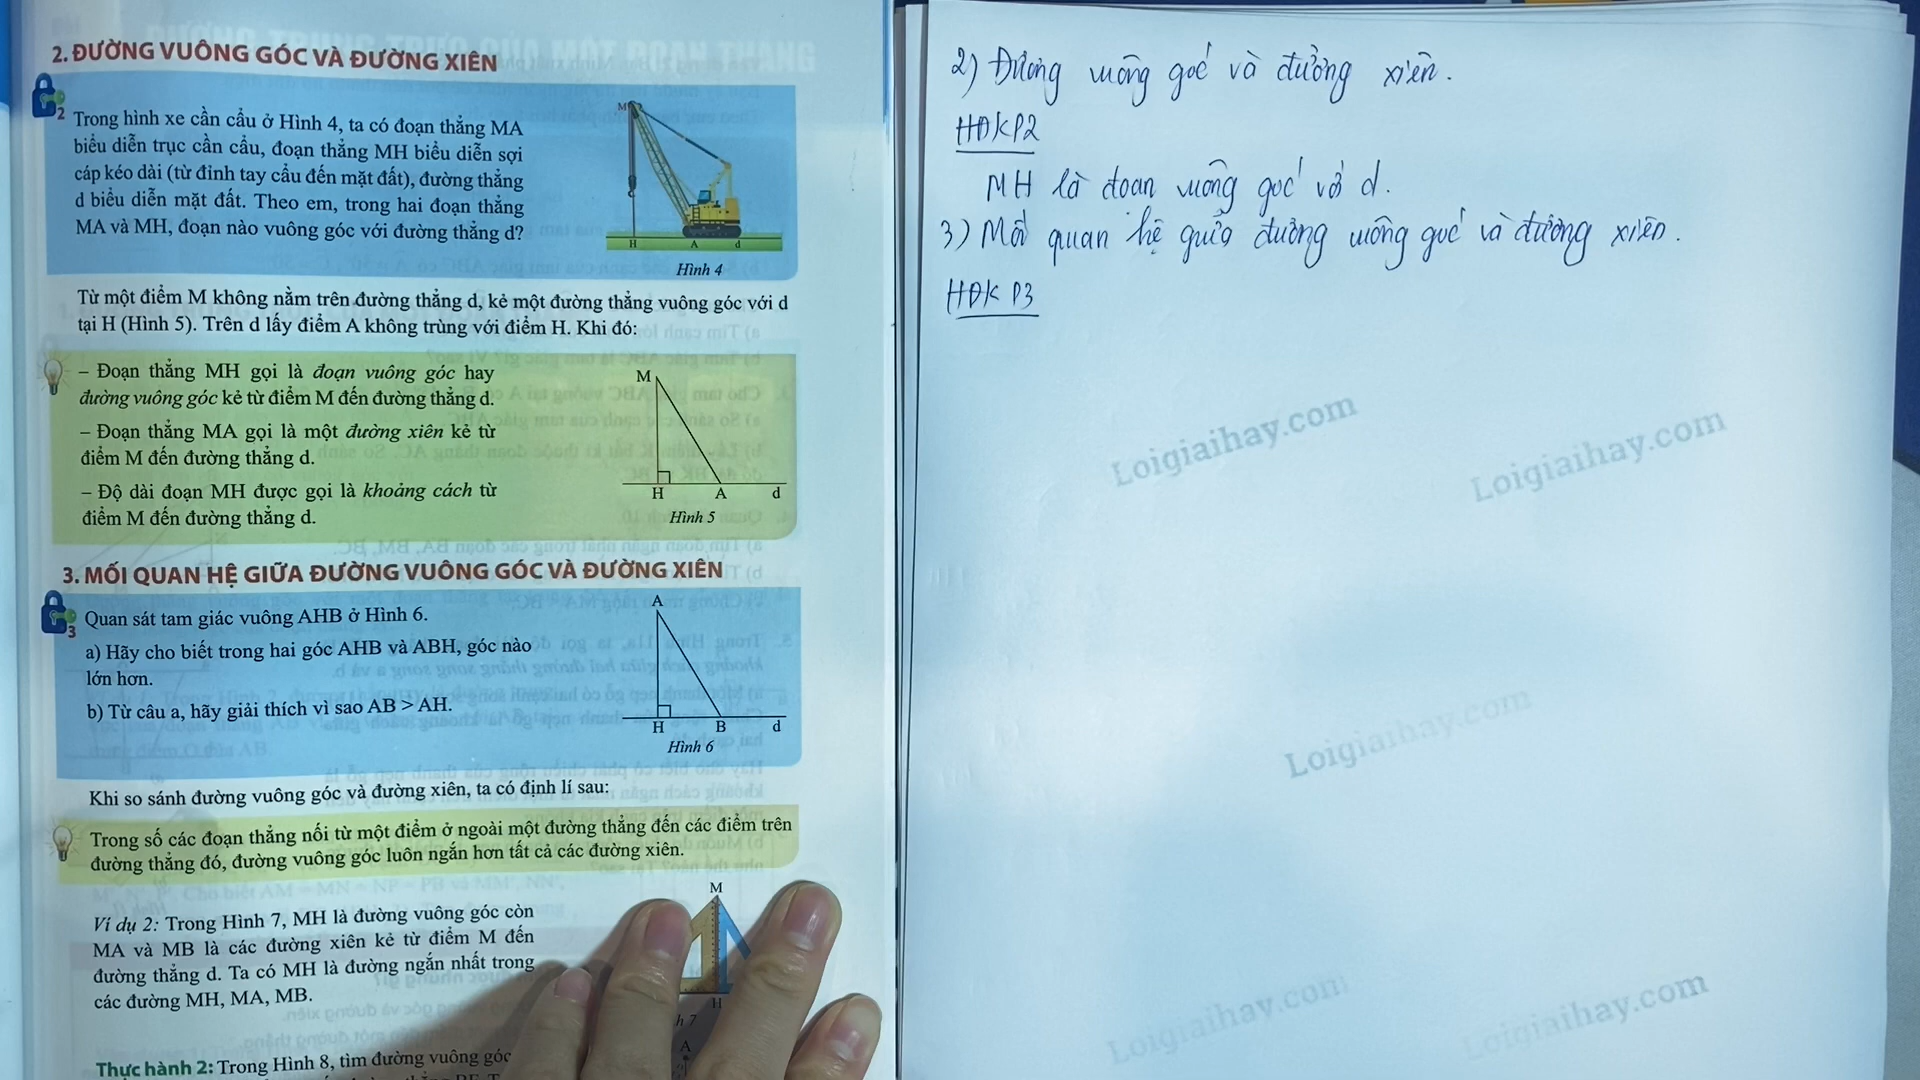 2. ĐƯỜNG VUÔNG GÓC VÀ ĐƯỜNG XIÊN
2
Trong hình xe cần cẩu ở Hình 4, ta có đoạn thẳng MA
biểu diễn trục cần cẩu, đoạn thẳng MH biểu diễn sợi
cáp kéo dài (từ đỉnh tay cẩu đến mặt đất), đường thẳng
d biểu diễn mặt đất. Theo em, trong hai đoạn thẳng
MA và MH, đoạn nào vuông góc với đường thẳng d?
M
H A d
Hình 4
Từ một điểm M không nằm trên đường thẳng d, kẻ một đường thẳng vuông góc với d
tại H (Hình 5). Trên d lấy điểm A không trùng với điểm H. Khi đó:
– Đoạn thẳng MH gọi là đoạn vuông góc hay
đường vuông góc kẻ từ điểm M đến đường thẳng d.
– Đoạn thẳng MA gọi là một đường xiên kẻ từ
điểm M đến đường thẳng d.
– Độ dài đoạn MH được gọi là khoảng cách từ
điểm M đến đường thẳng d.
M
H A d
Hình 5
3. MỐI QUAN HỆ GIỮA ĐƯỜNG VUÔNG GÓC VÀ ĐƯỜNG XIÊN
3
Quan sát tam giác vuông AHB ở Hình 6.
a) Hãy cho biết trong hai góc AHB và ABH, góc nào
lớn hơn.
b) Từ câu a, hãy giải thích vì sao AB > AH.
A
H B d
Hình 6
Khi so sánh đường vuông góc và đường xiên, ta có định lí sau:
Trong số các đoạn thẳng nối từ một điểm ở ngoài một đường thẳng đến các điểm trên
đường thẳng đó, đường vuông góc luôn ngắn hơn tất cả các đường xiên.
Ví dụ 2: Trong Hình 7, MH là đường vuông góc còn
MA và MB là các đường xiên kẻ từ điểm M đến
đường thẳng d. Ta có MH là đường ngắn nhất trong
các đường MH, MA, MB.
M
H
h 7
A
Thực hành 2: Trong Hình 8, tìm đường vuông góc
2) Đường vuông góc và đường xiên.
HĐKP2
MH là đoạn vuông góc với d.
3) Mối quan hệ giữa đường vuông góc và đường xiên.
HĐKP3
Loigiaihay.com
Loigiaihay.com
Loigiaihay.com
Loigiaihay.com
Loigiaihay.com